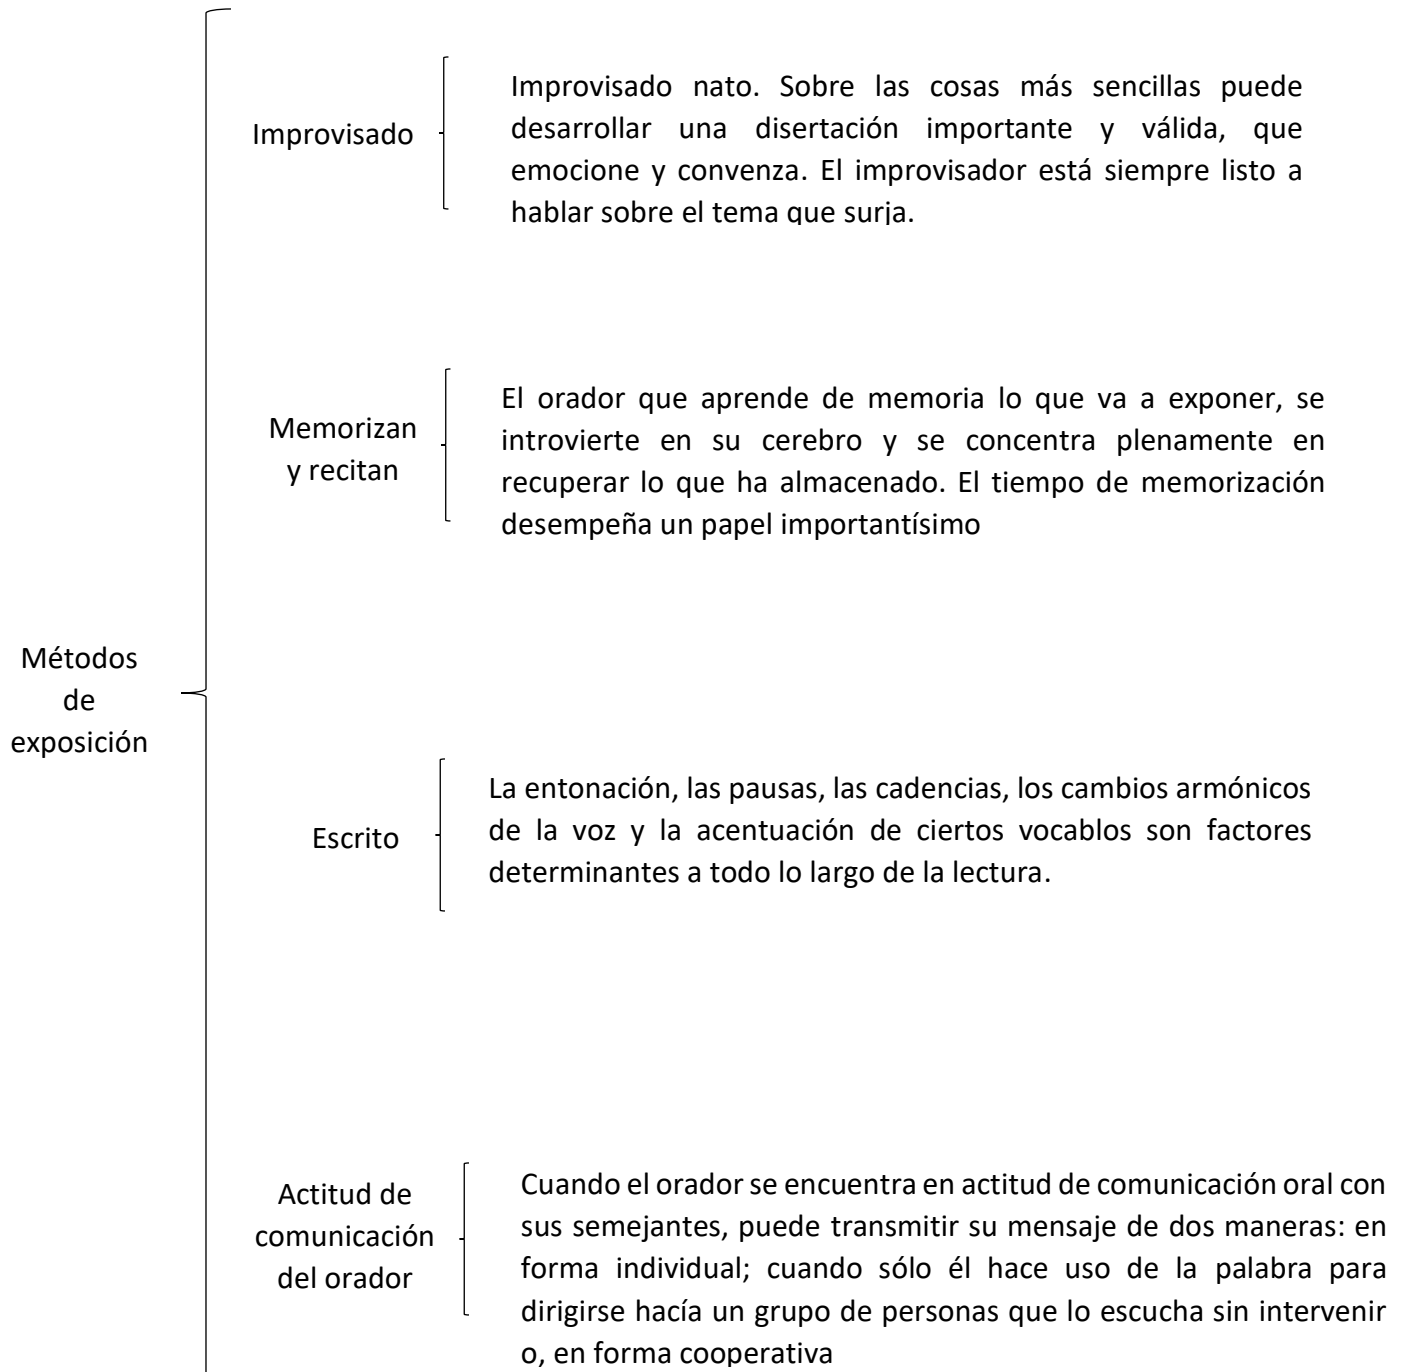 Improvisado
Improvisado nato. Sobre las cosas más sencillas puede
desarrollar una disertación importante y válida, que
emocione y convenza. El improvisador está siempre listo a
hablar sobre el tema que surja.
Memorizan
y recitan
El orador que aprende de memoria lo que va a exponer, se
introvierte en su cerebro y se concentra plenamente en
recuperar lo que ha almacenado. El tiempo de memorización
desempeña un papel importantísimo
Métodos
de
exposición
Escrito
La entonación, las pausas, las cadencias, los cambios armónicos
de la voz y la acentuación de ciertos vocablos son factores
determinantes a todo lo largo de la lectura.
Actitud de
comunicación
del orador
Cuando el orador se encuentra en actitud de comunicación oral con
sus semejantes, puede transmitir su mensaje de dos maneras: en
forma individual; cuando sólo él hace uso de la palabra para
dirigirse hacía un grupo de personas que lo escucha sin intervenir
o, en forma cooperativa